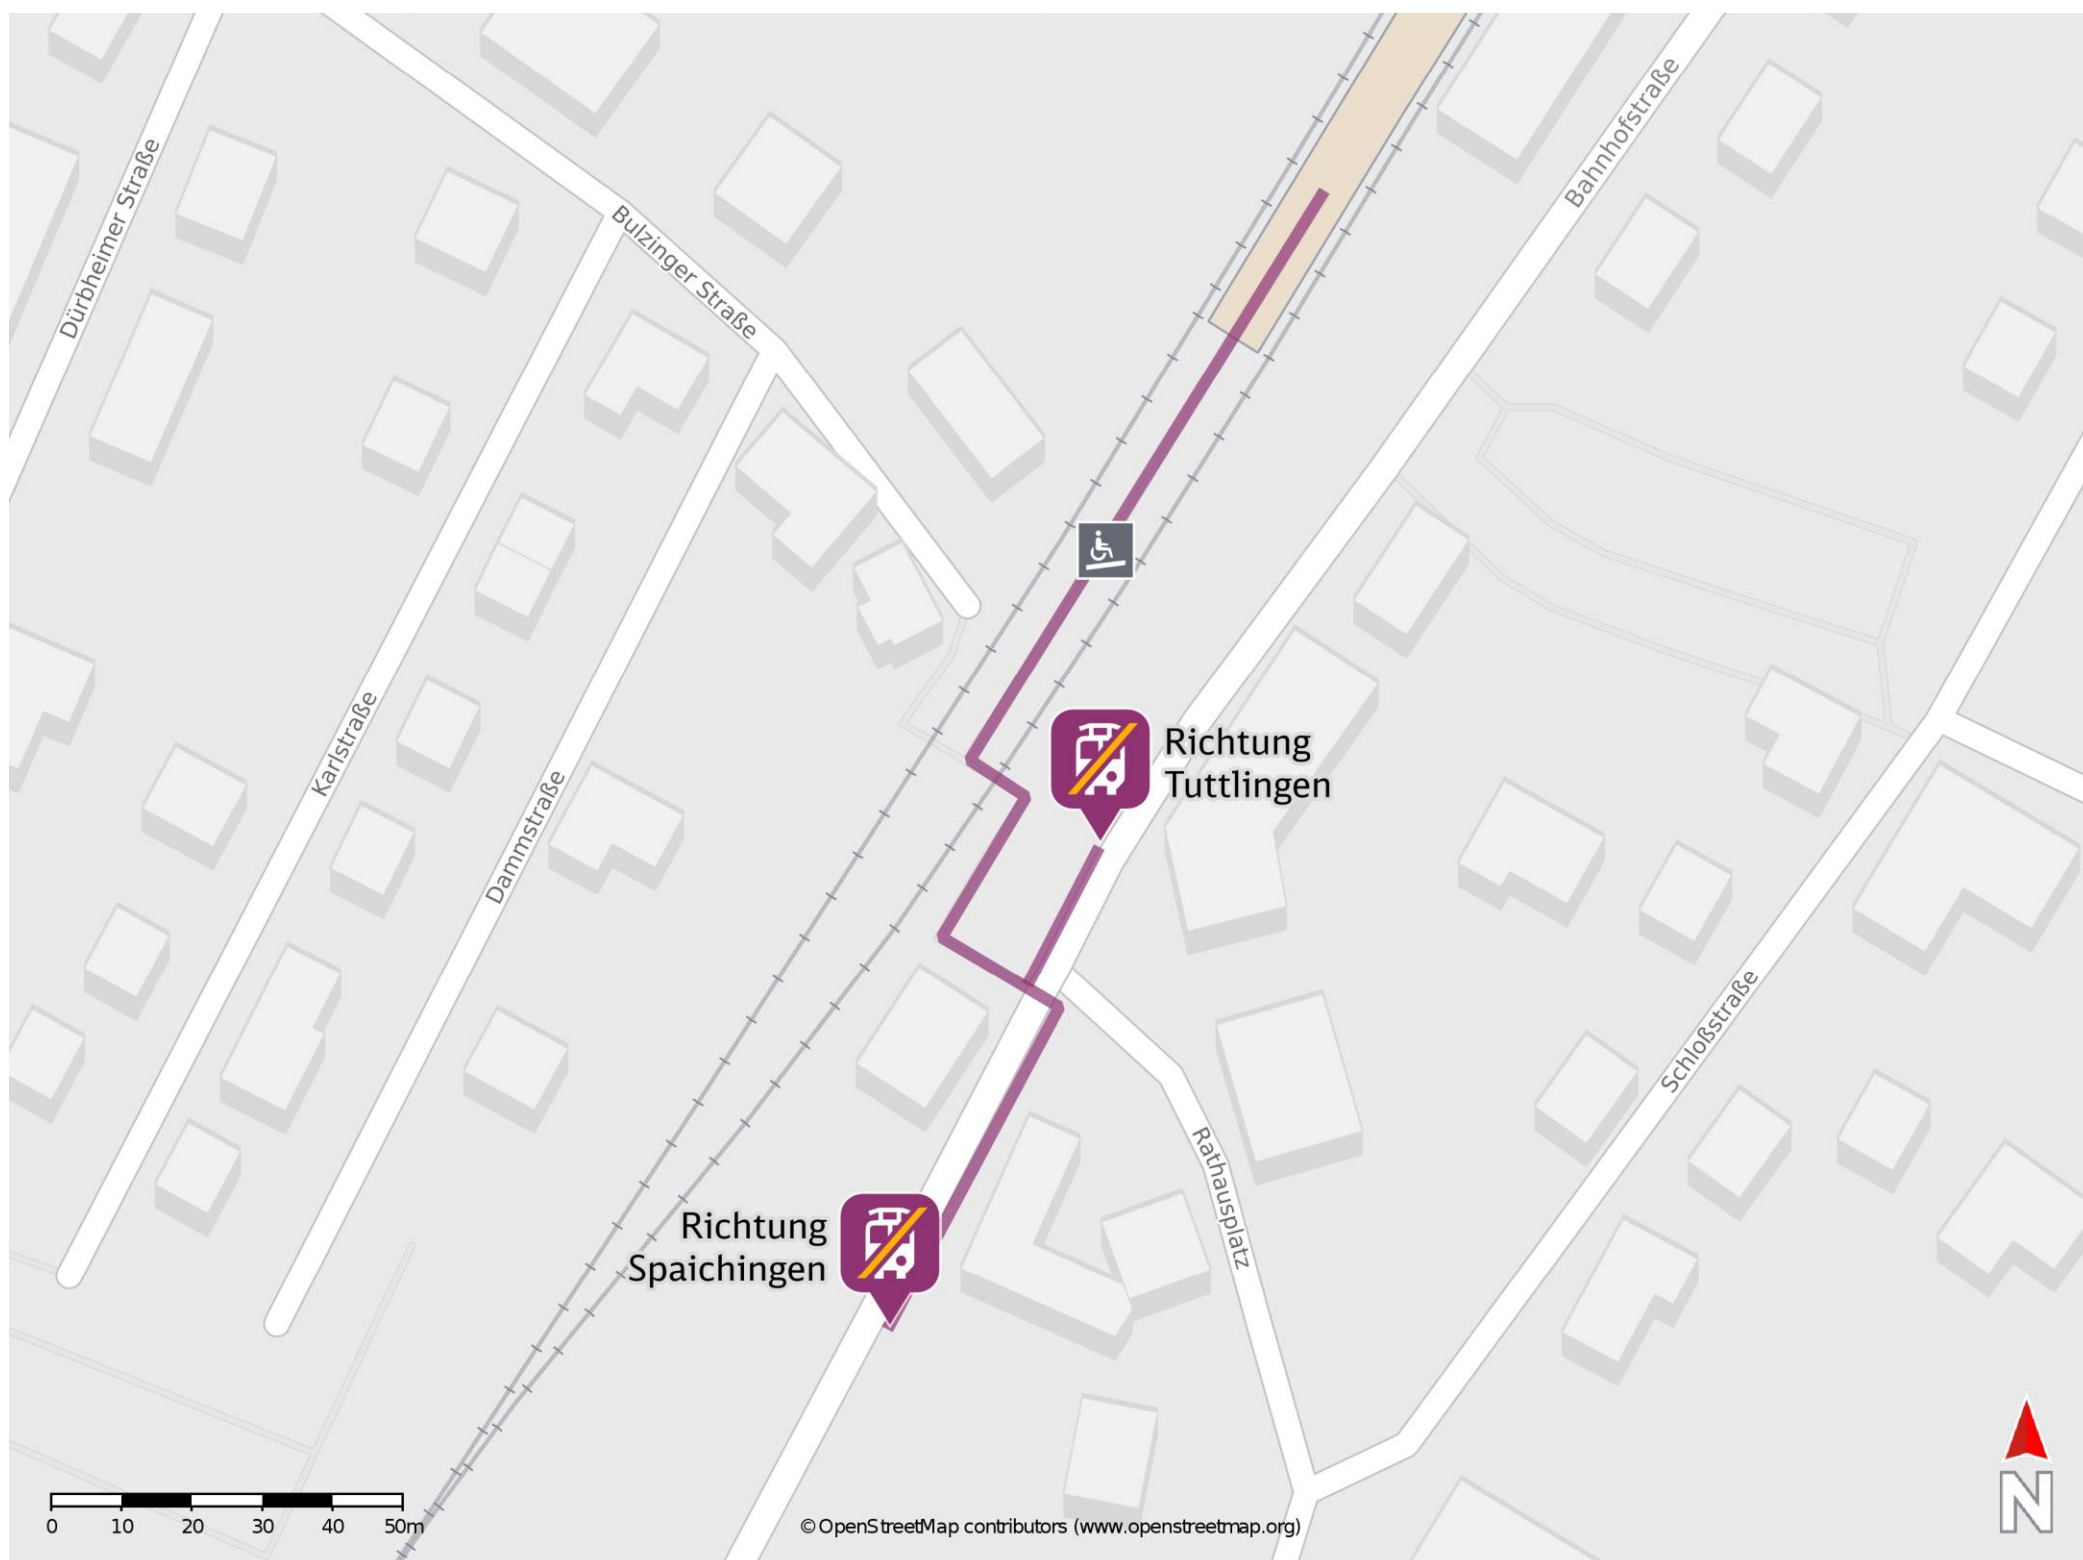 Bahnhofstraße
Dürbheimer Straße
Bulzinger Straße
Karlstraße
Richtung
Tuttlingen
Dammstraße
Schloßstraße
Rathausplatz
Richtung
Spaichingen
N
0 10 20 30 40 50m
© OpenStreetMap contributors (www.openstreetmap.org)